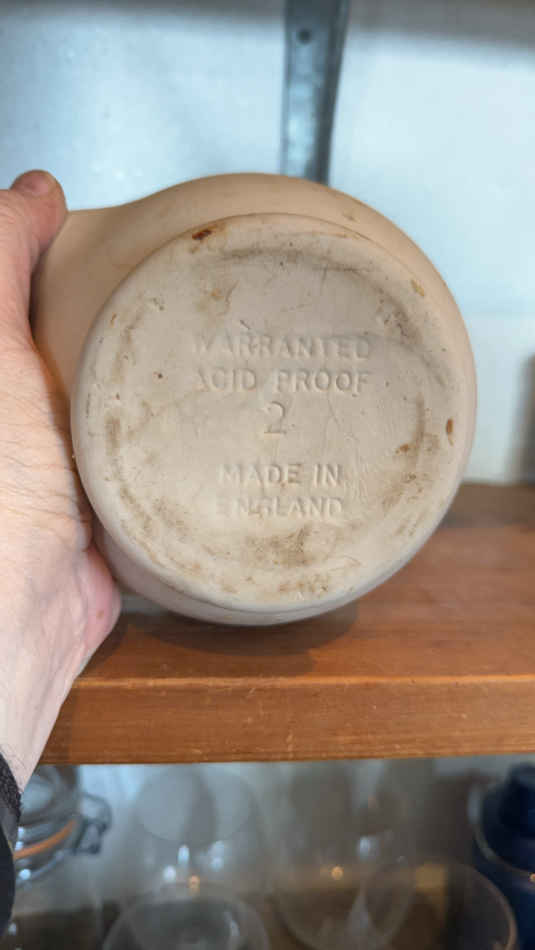 WARRANTED
ACID PROOF
2
MADE IN
ENGLAND